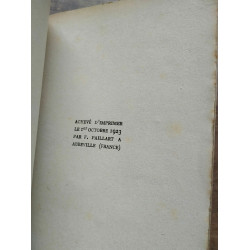 ACHEVÉ D'IMPRIMER
LE 1er OCTOBRE 1923
PAR F. PAILLART A
ABBEVILLE (FRANCE)